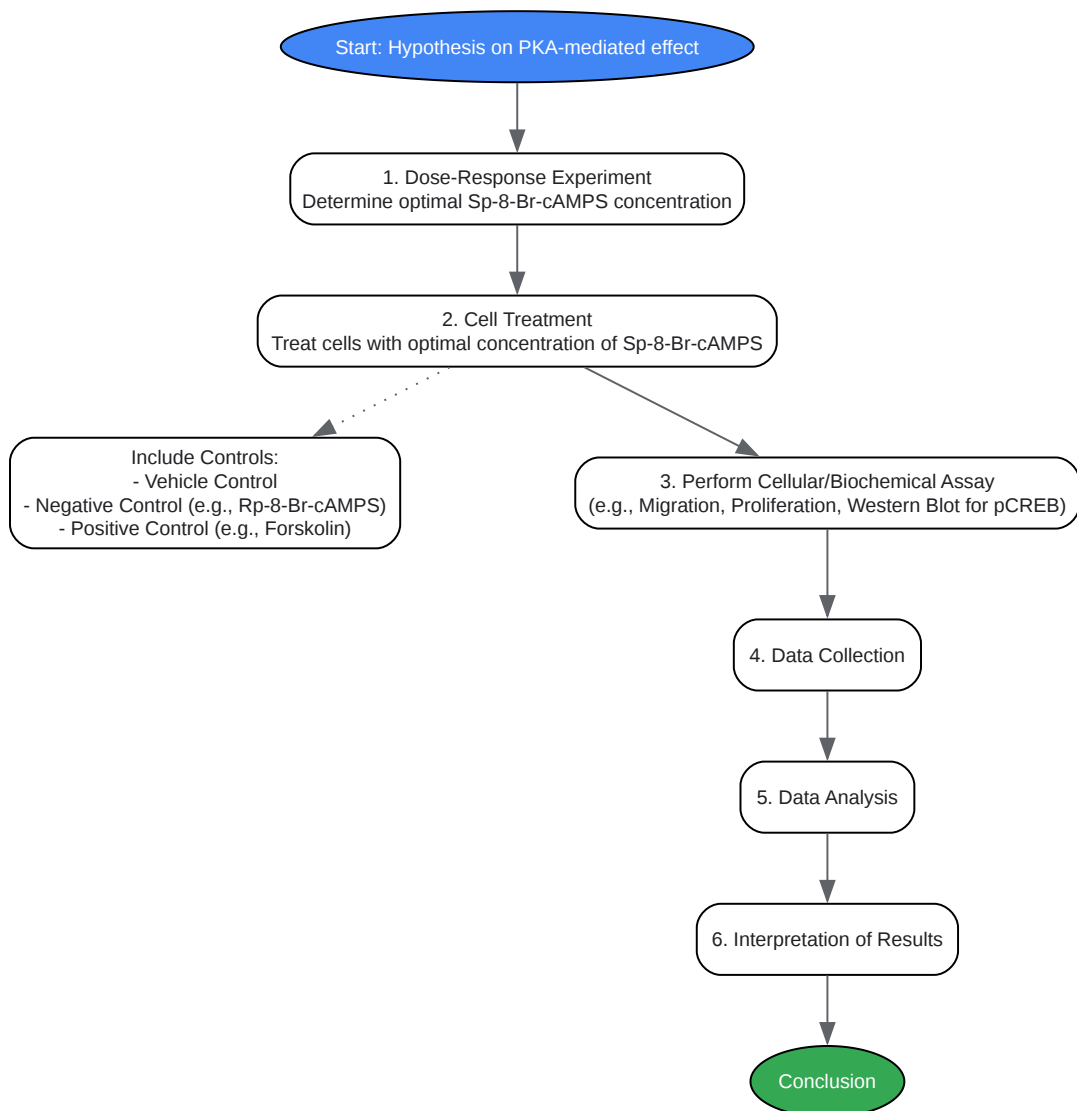 Start: Hypothesis on PKA-mediated effect
1. Dose-Response Experiment
Determine optimal Sp-8-Br-cAMPS concentration
2. Cell Treatment
Treat cells with optimal concentration of Sp-8-Br-cAMPS
Include Controls:
- Vehicle Control
- Negative Control (e.g., Rp-8-Br-cAMPS)
- Positive Control (e.g., Forskolin)
3. Perform Cellular/Biochemical Assay
(e.g., Migration, Proliferation, Western Blot for pCREB)
4. Data Collection
5. Data Analysis
6. Interpretation of Results
Conclusion